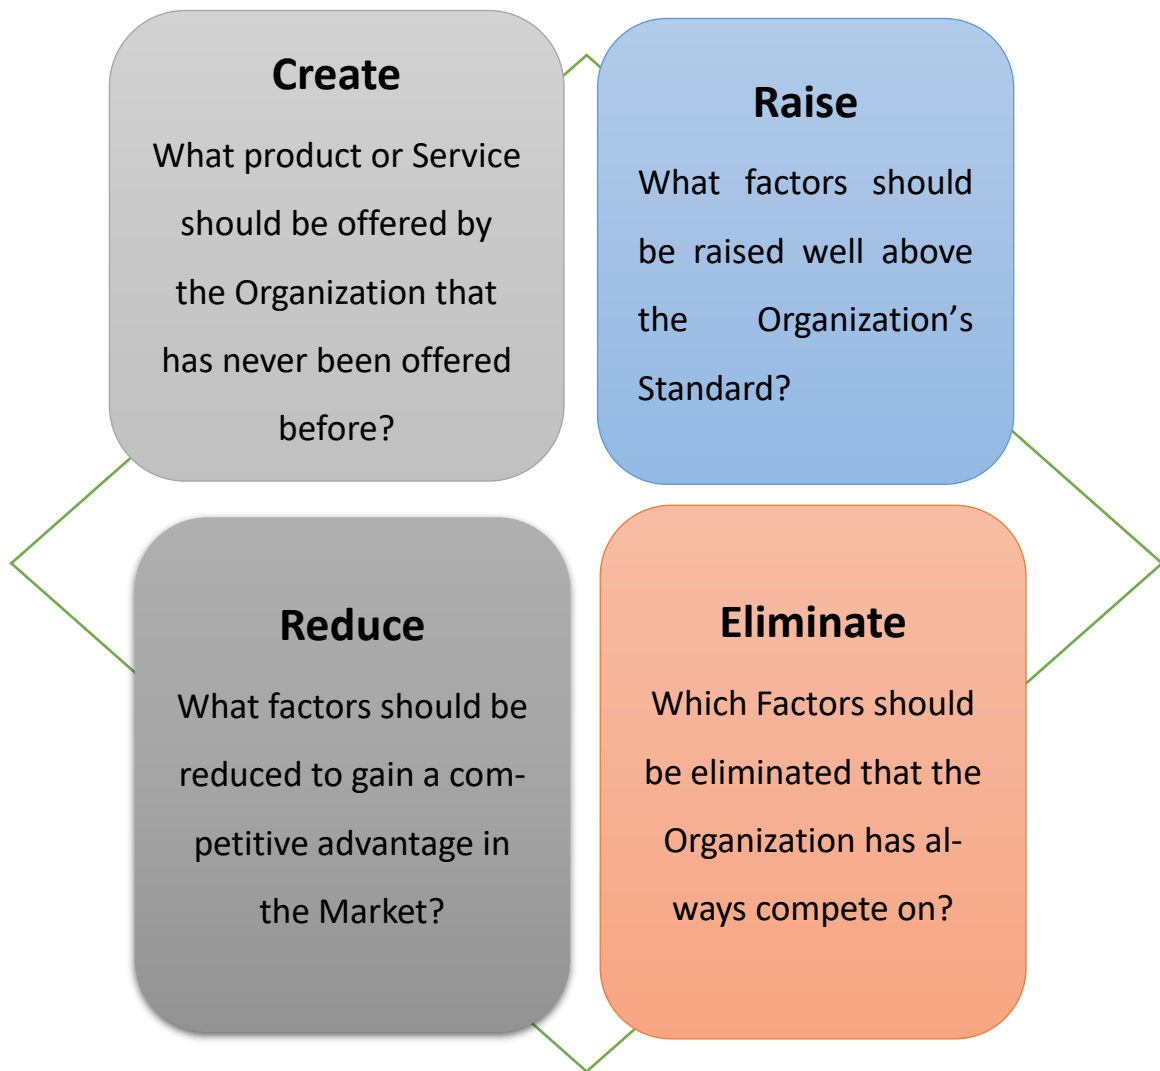 Create
What product or Service
should be offered by
the Organization that
has never been offered
before?
Raise
What factors should
be raised well above
the Organization's
Standard?
Reduce
What factors should be
reduced to gain a com-
petitive advantage in
the Market?
Eliminate
Which Factors should
be eliminated that the
Organization has al-
ways compete on?